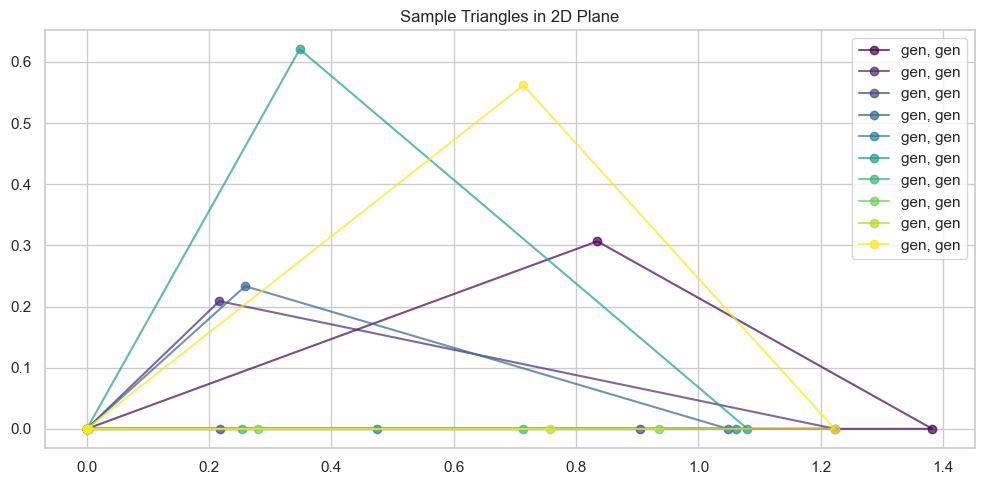 Sample Triangles in 2D Plane
gen, gen
gen, gen
gen, gen
gen, gen
gen, gen
gen, gen
gen, gen
gen, gen
gen, gen
gen, gen
0.6
0.5
0.4
0.3
0.2
0.1
0.0
0.0 0.2 0.4 0.6 0.8 1.0 1.2 1.4